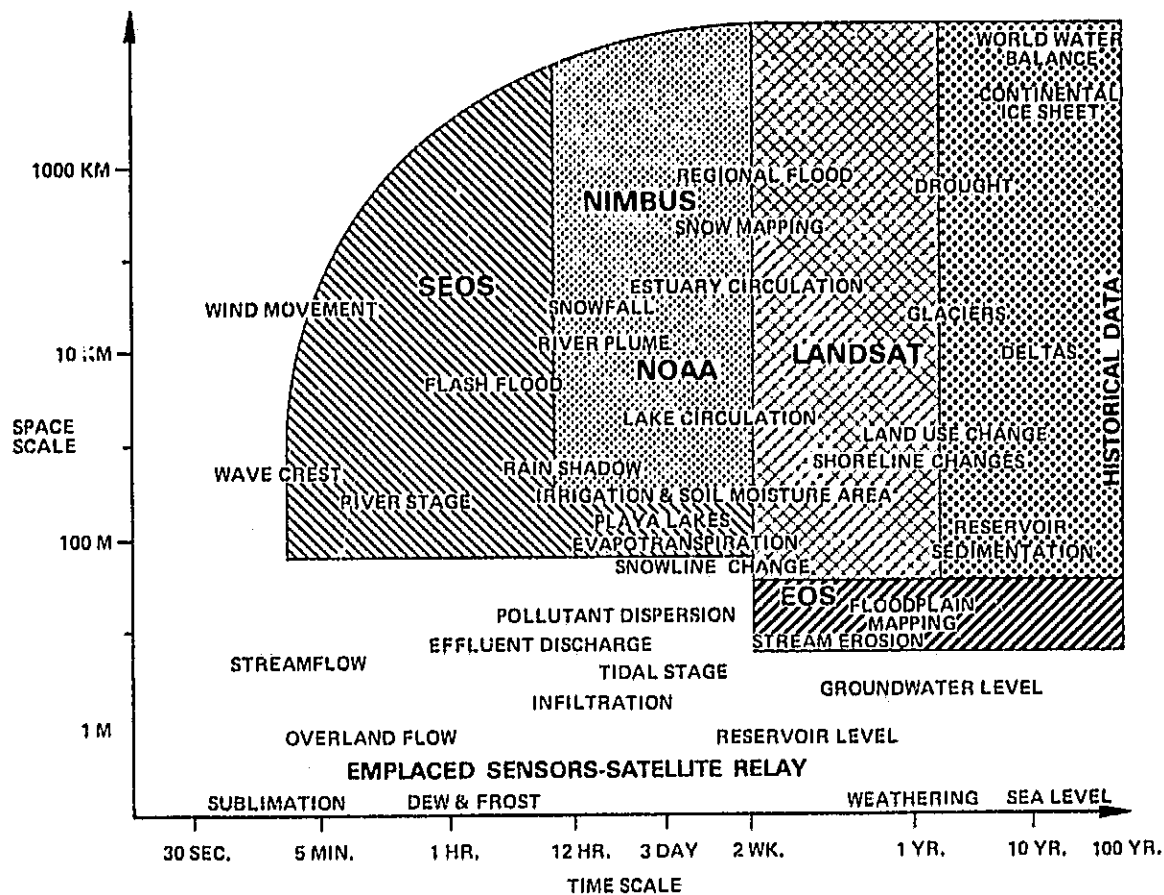 WORLD WATER
BALANCE
CONTINENTAL
ICE SHEET
1000 KM
REGIONAL FLOOD
DROUGHT
NIMBUS
SNOW MAPPING
SEOS
ESTUARY CIRCULATION
WIND MOVEMENT
SNOWFALL
GLACIERS
RIVER PLUME
10 KM
LANDSAT
DELTAS
NOAA
FLASH FLOOD
HISTORICAL DATA
LAKE CIRCULATION
SPACE
SCALE
LAND USE CHANGE
SHORELINE CHANGES
WAVE CREST
RAIN SHADOW
RIVER STAGE
IRRIGATION & SOIL MOISTURE AREA
PLAYA LAKES
RESERVOIR
SEDIMENTATION
100 M
EVAPOTRANSPIRATION
SNOWLINE CHANGE
EOS
FLOODPLAIN
MAPPING
POLLUTANT DISPERSION
STREAM EROSION
EFFLUENT DISCHARGE
STREAMFLOW
TIDAL STAGE
GROUNDWATER LEVEL
INFILTRATION
1 M
OVERLAND FLOW
RESERVOIR LEVEL
EMPLACED SENSORS-SATELLITE RELAY
SUBLIMATION
DEW & FROST
WEATHERING
SEA LEVEL
30 SEC.
5 MIN.
1 HR.
12 HR.
3 DAY
2 WK.
1 YR.
10 YR.
100 YR.
TIME SCALE